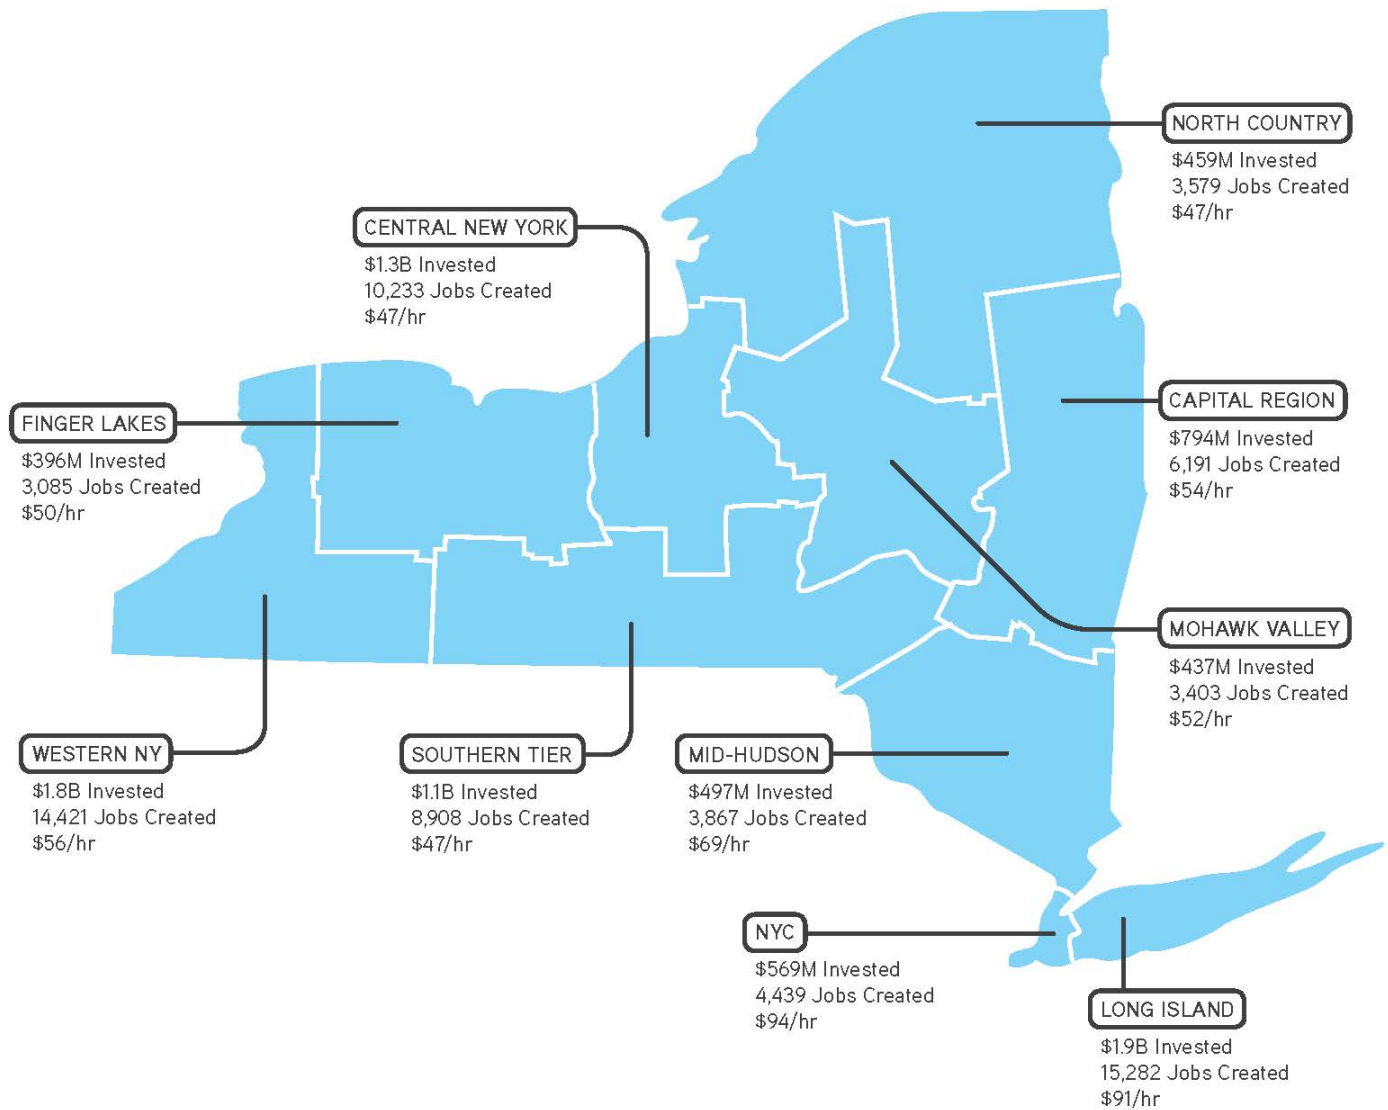 NORTH COUNTRY
$459M Invested
3,579 Jobs Created
$47/hr
CENTRAL NEW YORK
$1.3B Invested
10,233 Jobs Created
$47/hr
FINGER LAKES
$396M Invested
3,085 Jobs Created
$50/hr
CAPITAL REGION
$794M Invested
6,191 Jobs Created
$54/hr
MOHAWK VALLEY
$437M Invested
3,403 Jobs Created
$52/hr
WESTERN NY
$1.8B Invested
14,421 Jobs Created
$56/hr
SOUTHERN TIER
$1.1B Invested
8,908 Jobs Created
$47/hr
MID-HUDSON
$497M Invested
3,867 Jobs Created
$69/hr
NYC
$569M Invested
4,439 Jobs Created
$94/hr
LONG ISLAND
$1.9B Invested
15,282 Jobs Created
$91/hr